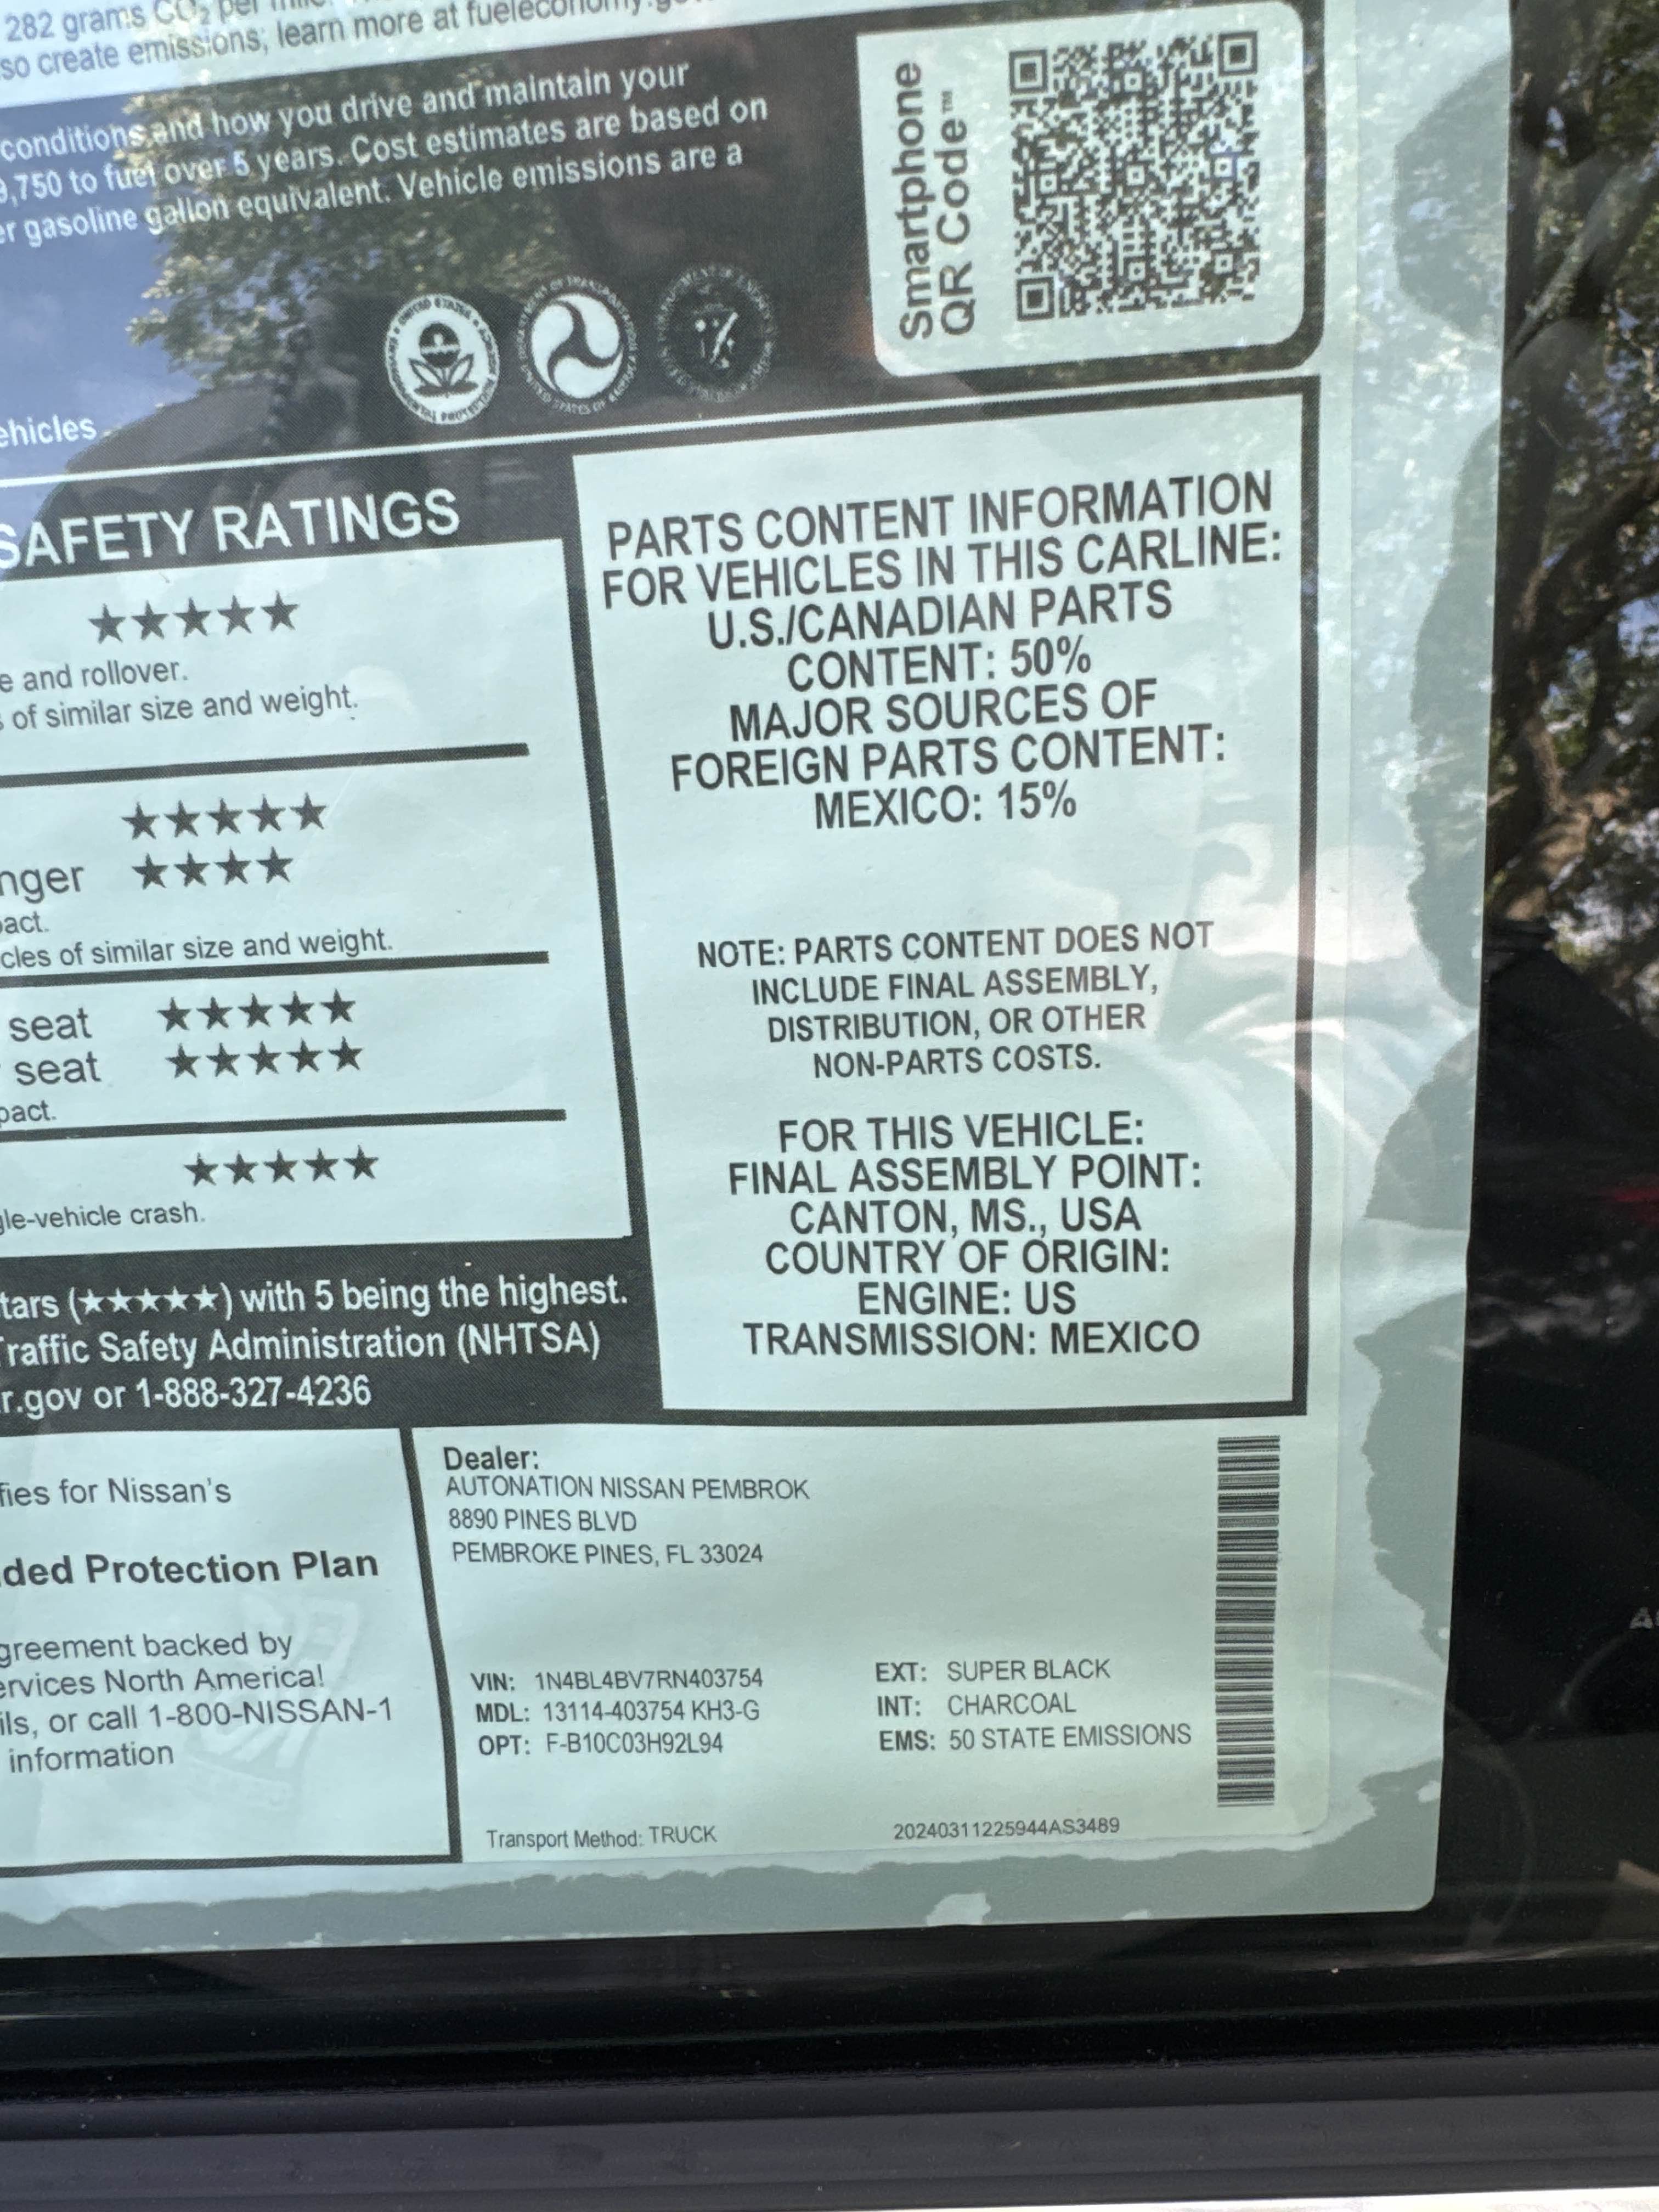 282 grams CO₂ per mile.
so create emissions; learn more at fueleconomy.g
conditions and how you drive and maintain your
9,750 to fuel over 5 years. Cost estimates are based on
er gasoline gallon equivalent. Vehicle emissions are a
ehicles.
Smartphone
QR Code™
SAFETY RATINGS
★★★★★
e and rollover.
s of similar size and weight.
★★★★★
nger ★★★★
pact.
cles of similar size and weight.
seat ★★★★★
seat ★★★★★
pact.
★★★★★
gle-vehicle crash.
tars (★★★★★) with 5 being the highest.
Traffic Safety Administration (NHTSA)
r.gov or 1-888-327-4236
PARTS CONTENT INFORMATION
FOR VEHICLES IN THIS CARLINE:
U.S./CANADIAN PARTS
CONTENT: 50%
MAJOR SOURCES OF
FOREIGN PARTS CONTENT:
MEXICO: 15%
NOTE: PARTS CONTENT DOES NOT
INCLUDE FINAL ASSEMBLY,
DISTRIBUTION, OR OTHER
NON-PARTS COSTS.
FOR THIS VEHICLE:
FINAL ASSEMBLY POINT:
CANTON, MS., USA
COUNTRY OF ORIGIN:
ENGINE: US
TRANSMISSION: MEXICO
fies for Nissan's
ded Protection Plan
greement backed by
ervices North America!
ils, or call 1-800-NISSAN-1
information
Dealer:
AUTONATION NISSAN PEMBROK
8890 PINES BLVD
PEMBROKE PINES, FL 33024
VIN: 1N4BL4BV7RN403754
MDL: 13114-403754 KH3-G
OPT: F-B10C03H92L94
EXT: SUPER BLACK
INT: CHARCOAL
EMS: 50 STATE EMISSIONS
Transport Method: TRUCK
20240311225944AS3489